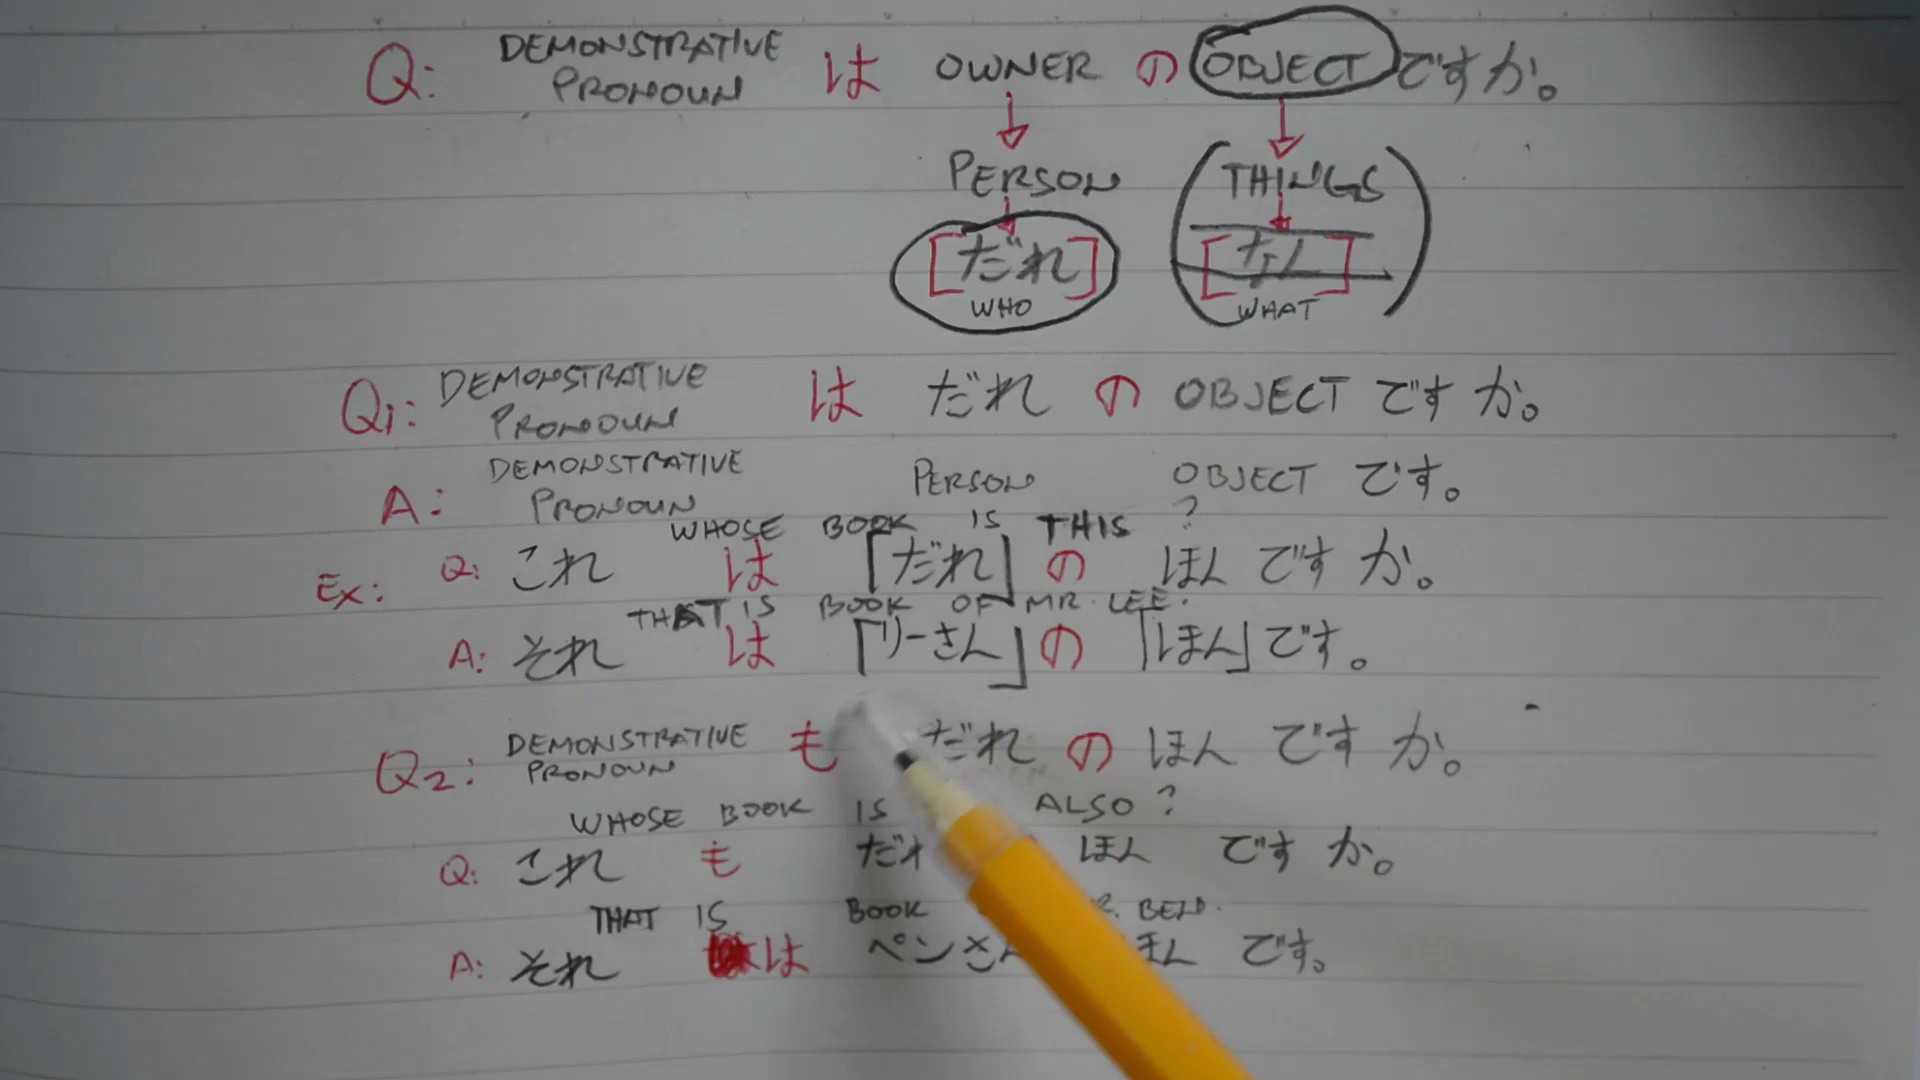 Q: DEMONSTRATIVE PRONOUN は OWNER の OBJECT ですか。
PERSON THINGS
[だれ] [なん]
WHO WHAT
Q1: DEMONSTRATIVE PRONOUN は だれ の OBJECT ですか。
A: DEMONSTRATIVE PRONOUN PERSON OBJECT です。
WHOSE BOOK IS THIS ?
Ex: Q: これ は 「だれ」 の ほん ですか。
THAT IS BOOK OF MR. LEE.
A: それ は 「りーさん」 の 「ほん」 です。
Q2: DEMONSTRATIVE PRONOUN も だれ の ほん ですか。
WHOSE BOOK IS ALSO ?
Q: これ も だれ ほん ですか。
THAT IS BOOK BEN.
A: それ は ペンさん ほん です。